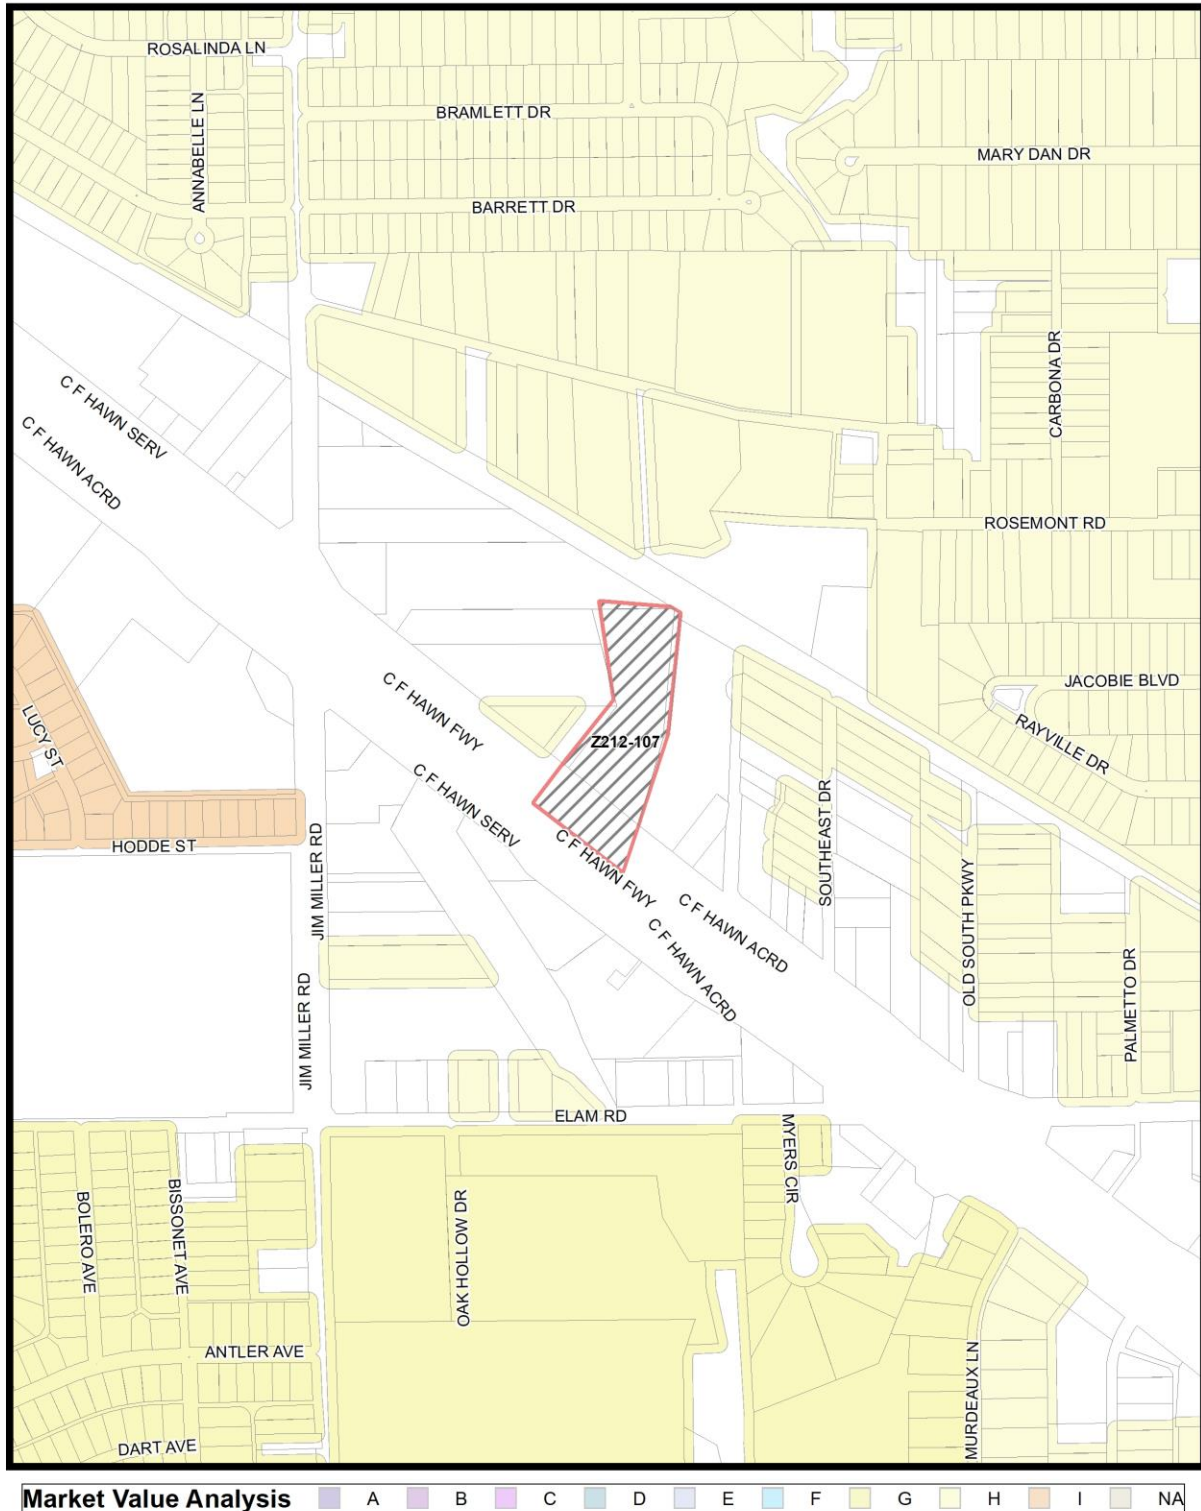 ROSALINDA LN
ANNABELLE LN
BRAMLETT DR
MARY DAN DR
BARRETT DR
CARBONA DR
C F HAWN SERV
C F HAWN ACRD
ROSEMONT RD
JACOBIE BLVD
RAYVILLE DR
C F HAWN FWY
LUCY ST
Z212-107
C F HAWN SERV
SOUTHEAST DR
HODDE ST
JIM MILLER RD
C F HAWN FWY
C F HAWN ACRD
OLD SOUTH PKWY
C F HAWN ACRD
PALMETTO DR
JIM MILLER RD
ELAM RD
MYERS CIR
BOLERO AVE
BISSONET AVE
OAK HOLLOW DR
ANTLER AVE
MURDEAUX LN
DART AVE
Market Value Analysis A B C D E F G H I NA